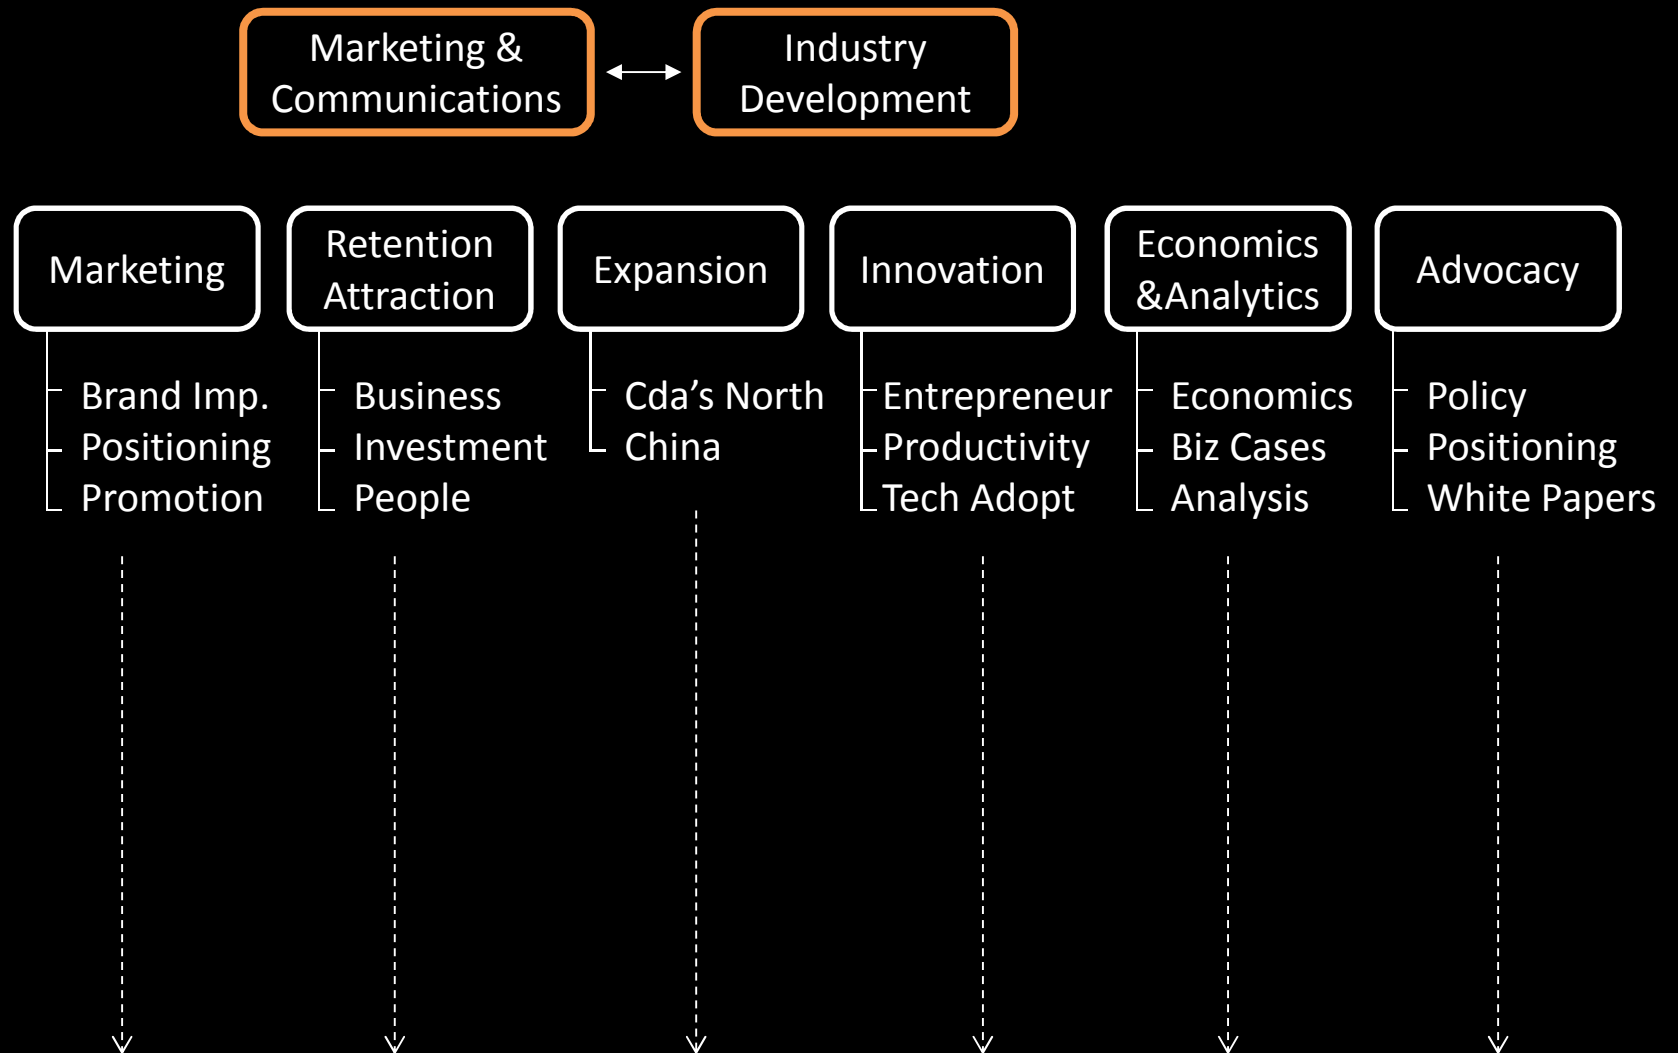 Marketing &
Communications
Industry
Development
Marketing
Retention
Attraction
Expansion
Innovation
Economics
&Analytics
Advocacy
Brand Imp.
Positioning
Promotion
Business
Investment
People
Cda's North
China
Entrepreneur
Productivity
Tech Adopt
Economics
Biz Cases
Analysis
Policy
Positioning
White Papers